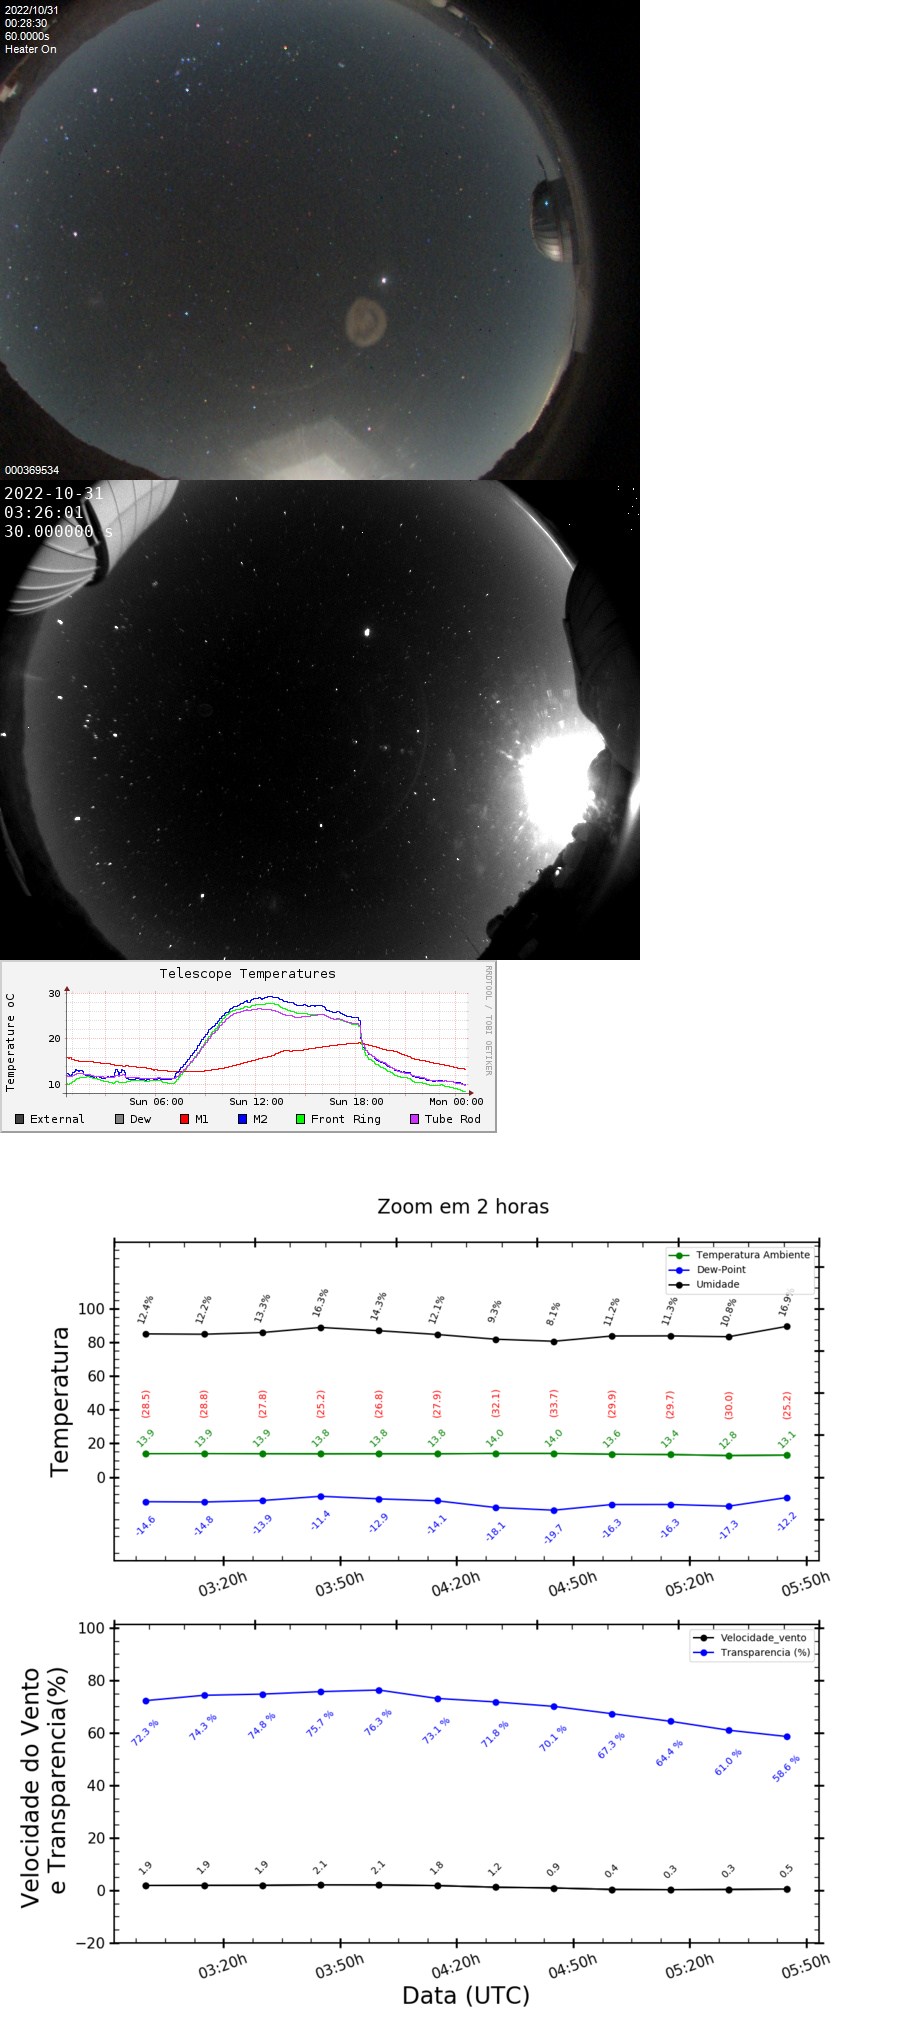 2022/10/31
00:28:30
60.0000s
Heater On
000369534
2022-10-31
03:26:01
30.000000 s
Telescope Temperatures
RRDTOOL / TOBI OETIKER
Temperature oC
30
20
10
Sun 06:00 Sun 12:00 Sun 18:00 Mon 00:00
External Dew M1 M2 Front Ring Tube Rod
Zoom em 2 horas
Temperatura Ambiente
Dew-Point
Umidade
Temperatura
100
80
60
40
20
0
12.4% 12.2% 13.3% 16.3% 14.3% 12.1% 9.3% 8.1% 11.2% 11.3% 10.8% 16.9%
(28.5) (28.8) (27.8) (25.2) (26.8) (27.9) (32.1) (33.7) (29.9) (29.7) (30.0) (25.2)
13.9 13.9 13.9 13.8 13.8 13.8 14.0 14.0 13.6 13.4 12.8 13.1
-14.6 -14.8 -13.9 -11.4 -12.9 -14.1 -18.1 -19.7 -16.3 -16.3 -17.3 -12.2
03:20h 03:50h 04:20h 04:50h 05:20h 05:50h
Velocidade_vento
Transparencia (%)
Velocidade do Vento
e Transparencia(%)
100
80
60
40
20
0
−20
72.3 % 74.3 % 74.8 % 75.7 % 76.3 % 73.1 % 71.8 % 70.1 % 67.3 % 64.4 % 61.0 % 58.6 %
1.9 1.9 1.9 2.1 2.1 1.8 1.2 0.9 0.4 0.3 0.3 0.5
03:20h 03:50h 04:20h 04:50h 05:20h 05:50h
Data (UTC)